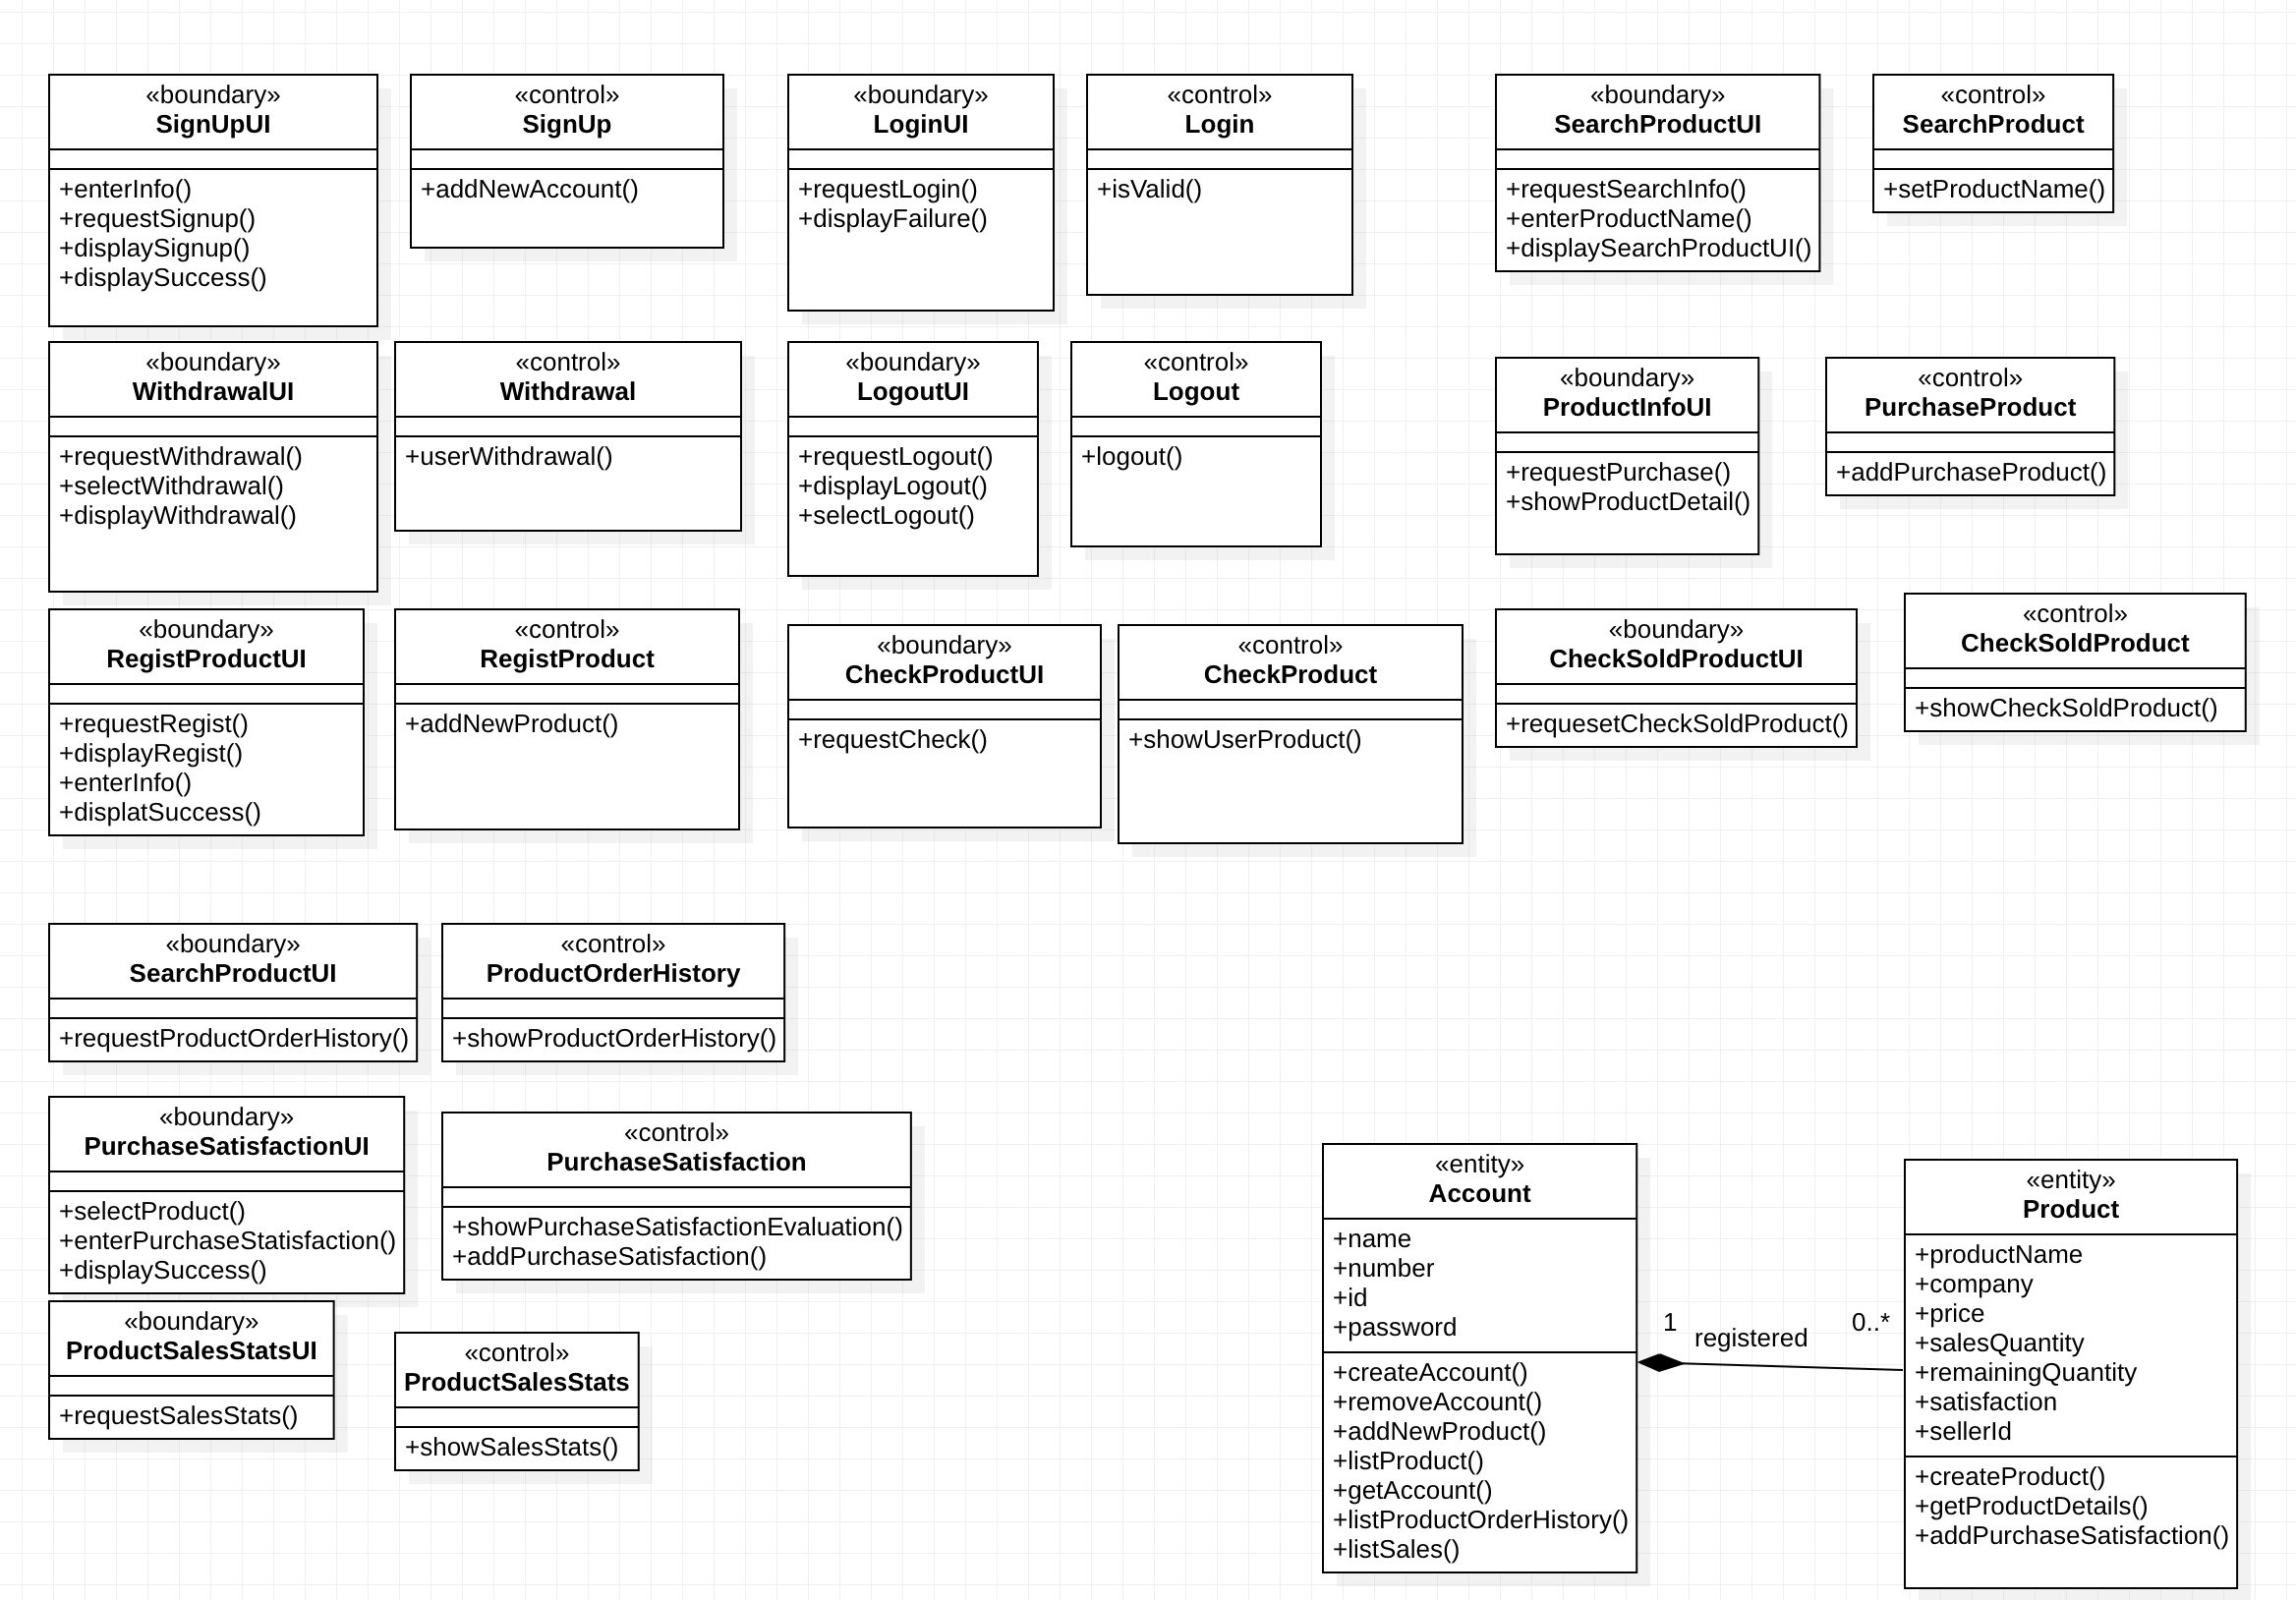 «boundary»
SignUpUI
+enterInfo()
+requestSignup()
+displaySignup()
+displaySuccess()
«control»
SignUp
+addNewAccount()
«boundary»
LoginUI
+requestLogin()
+displayFailure()
«control»
Login
+isValid()
«boundary»
SearchProductUI
+requestSearchInfo()
+enterProductName()
+displaySearchProductUI()
«control»
SearchProduct
+setProductName()
«boundary»
WithdrawalUI
+requestWithdrawal()
+selectWithdrawal()
+displayWithdrawal()
«control»
Withdrawal
+userWithdrawal()
«boundary»
LogoutUI
+requestLogout()
+displayLogout()
+selectLogout()
«control»
Logout
+logout()
«boundary»
ProductInfoUI
+requestPurchase()
+showProductDetail()
«control»
PurchaseProduct
+addPurchaseProduct()
«boundary»
RegistProductUI
+requestRegist()
+displayRegist()
+enterInfo()
+displatSuccess()
«control»
RegistProduct
+addNewProduct()
«boundary»
CheckProductUI
+requestCheck()
«control»
CheckProduct
+showUserProduct()
«boundary»
CheckSoldProductUI
+requesetCheckSoldProduct()
«control»
CheckSoldProduct
+showCheckSoldProduct()
«boundary»
SearchProductUI
+requestProductOrderHistory()
«control»
ProductOrderHistory
+showProductOrderHistory()
«boundary»
PurchaseSatisfactionUI
+selectProduct()
+enterPurchaseStatisfaction()
+displaySuccess()
«control»
PurchaseSatisfaction
+showPurchaseSatisfactionEvaluation()
+addPurchaseSatisfaction()
«boundary»
ProductSalesStatsUI
+requestSalesStats()
«control»
ProductSalesStats
+showSalesStats()
«entity»
Account
+name
+number
+id
+password
+createAccount()
+removeAccount()
+addNewProduct()
+listProduct()
+getAccount()
+listProductOrderHistory()
+listSales()
1
registered
0..*
«entity»
Product
+productName
+company
+price
+salesQuantity
+remainingQuantity
+satisfaction
+sellerId
+createProduct()
+getProductDetails()
+addPurchaseSatisfaction()